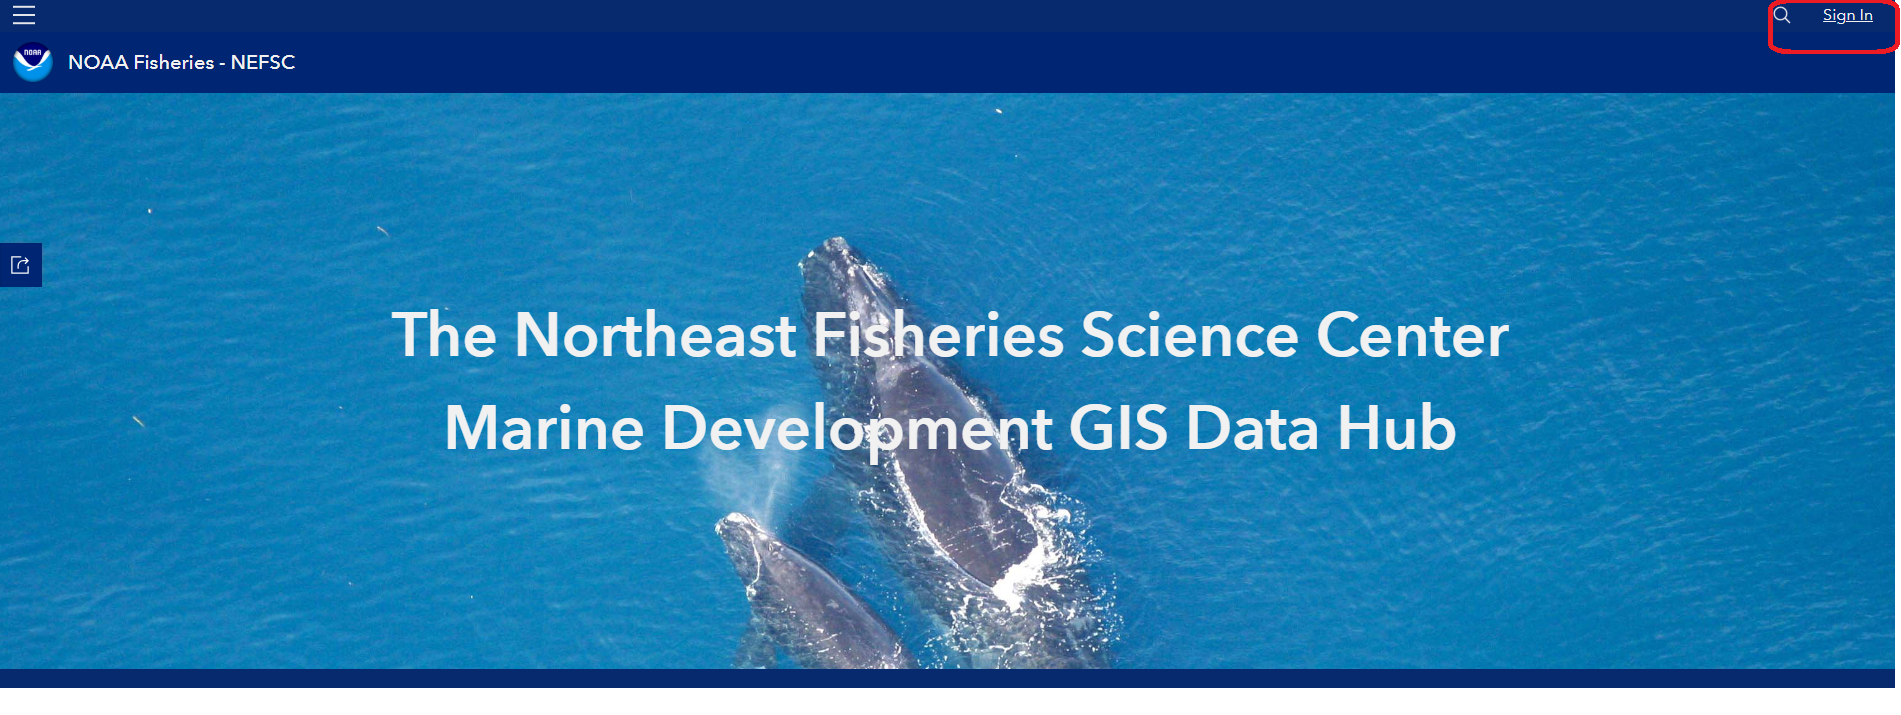 Sign In
NOAA
NOAA Fisheries - NEFSC
The Northeast Fisheries Science Center
Marine Development GIS Data Hub